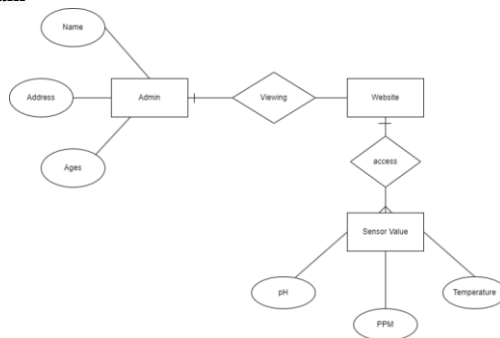 Name
Address
Admin
Viewing
Website
Ages
access
Sensor Value
pH
PPM
Temperature